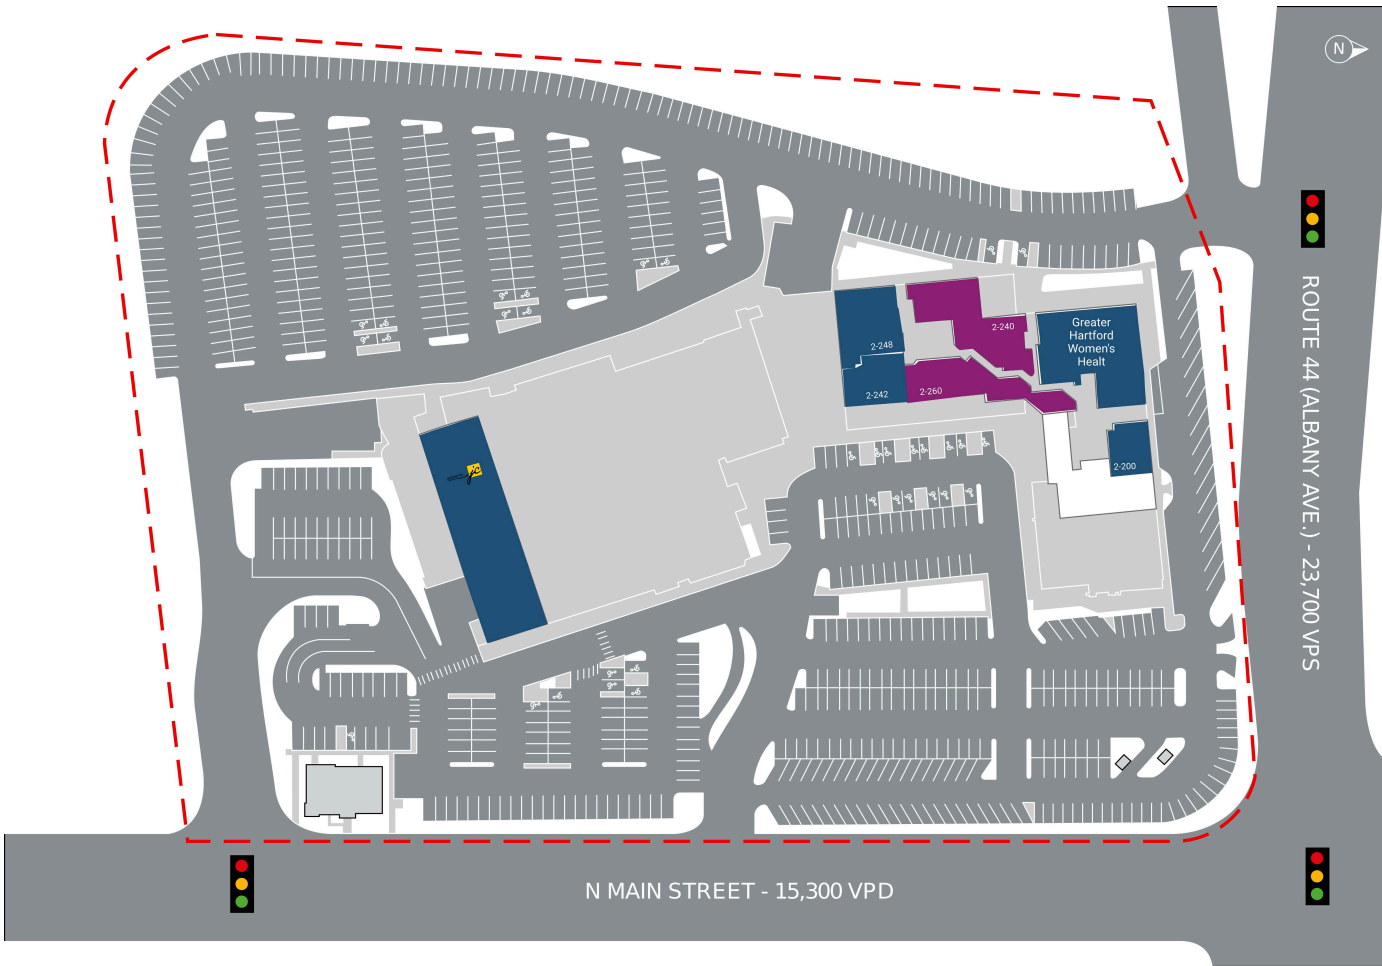 N
2-240
Greater
Hartford
Women's
Healt
2-248
2-242
2-260
2-200
ROUTE 44 (ALBANY AVE.) - 23,700 VPS
N MAIN STREET - 15,300 VPD